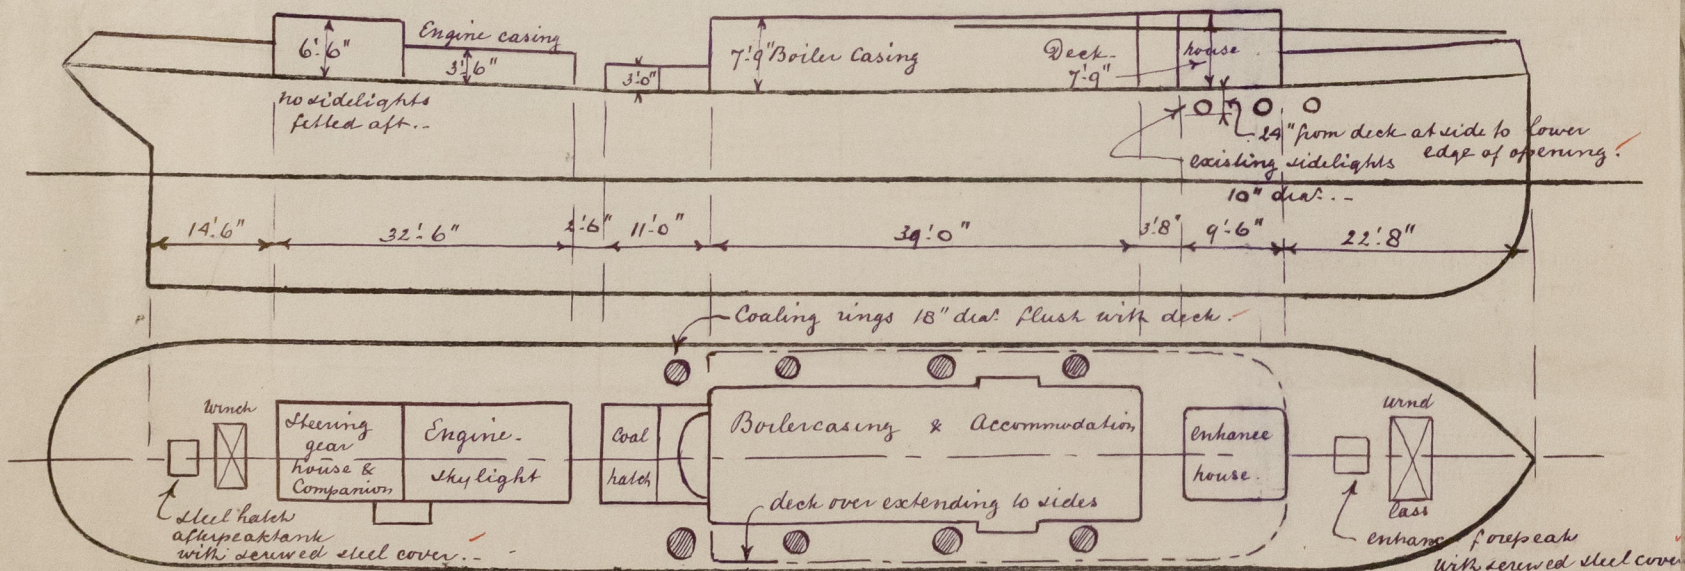 6'-6"
Engine casing
3'.6"
3'.0"
7'.9" Boiler Casing
Deck-
house
7'-9"
no sidelights
fitted aft.--
24" from deck at side to lower
edge of opening.
existing sidelights
10" dia. .-
14'.6"
32'-6"
2'-6"
11'-0"
39'.0"
3'.8"
9'-6"
22'.8"
Coaling rings 18" dia. flush with deck.-
Winch
Steering
gear
house &
Companion
Engine-
skylight
Coal
hatch
Boilercasing & Accommodation
deck over extending to sides
entrance
house.
wind
lass
steel hatch
afterpeaktank
with screwed steel cover.--
entrance forepeak
with screwed steel cover